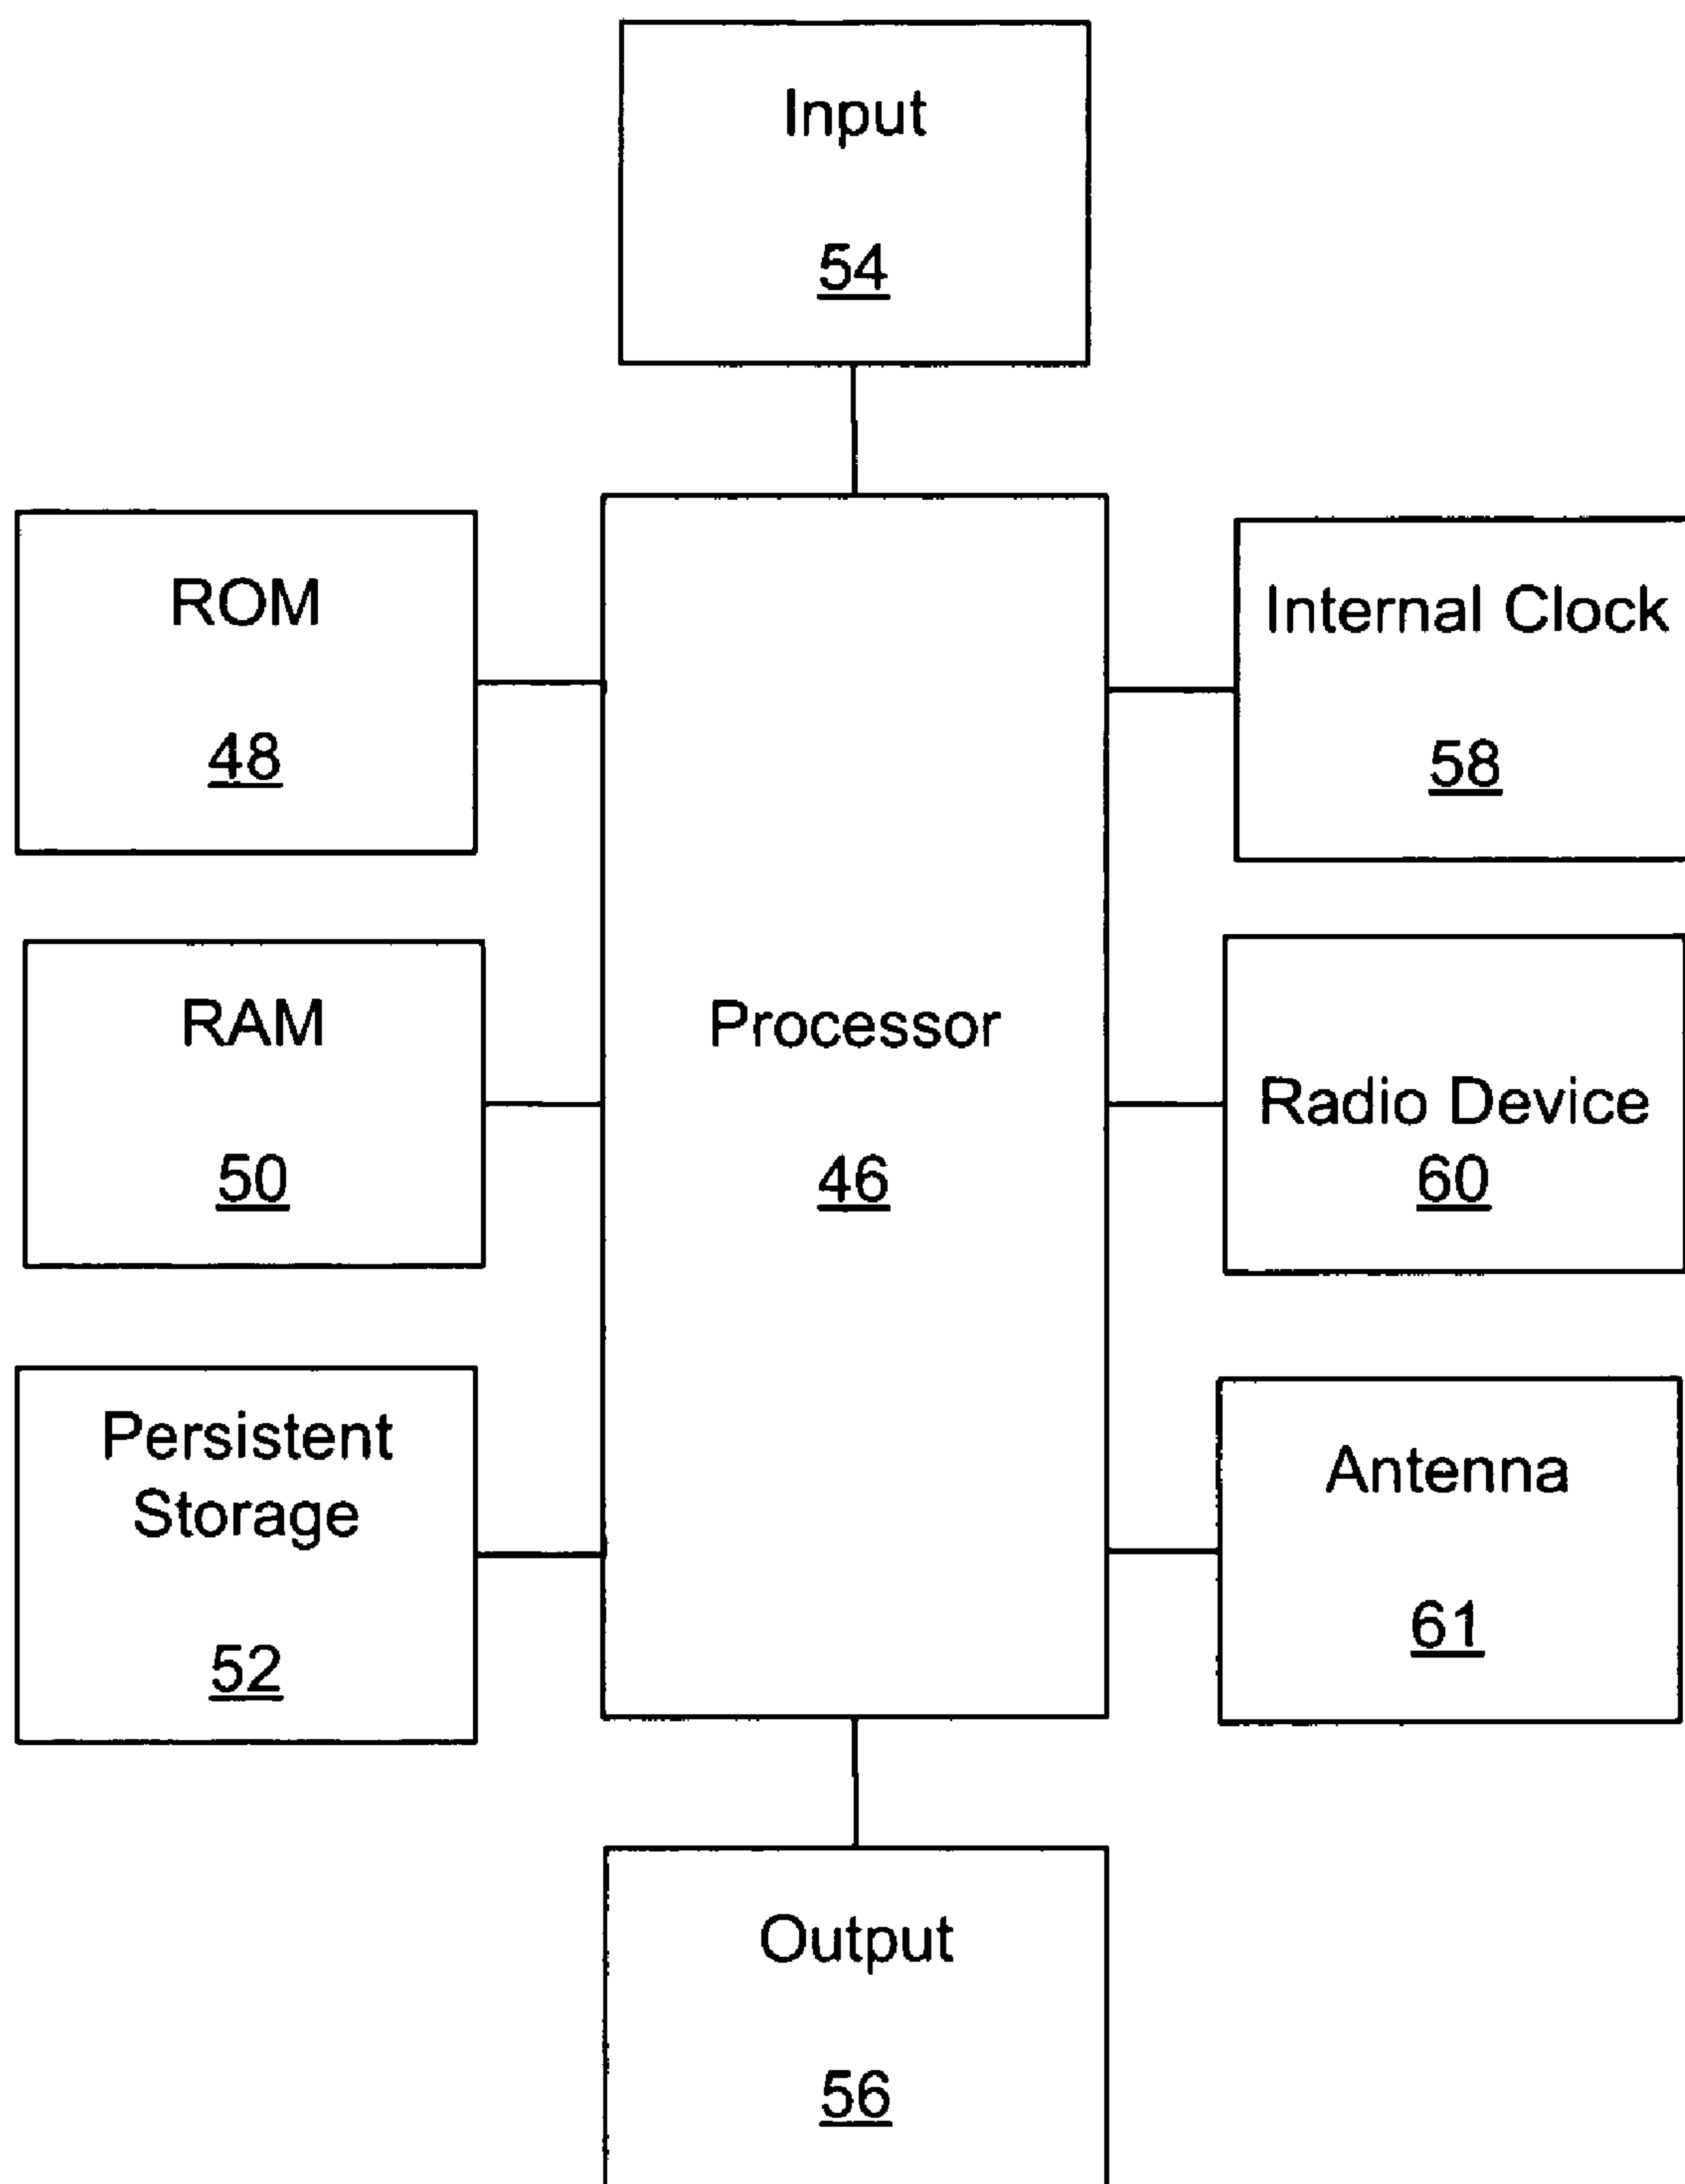 Input
54
ROM
48
RAM
50
Persistent
Storage
52
Processor
46
Internal Clock
58
Radio Device
60
Antenna
61
Output
56